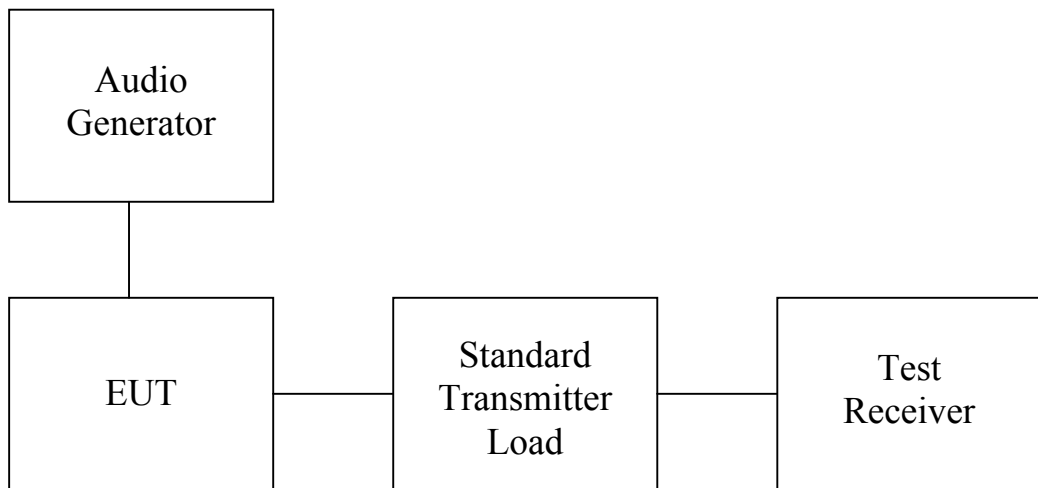 Audio
Generator
EUT
Standard
Transmitter
Load
Test
Receiver